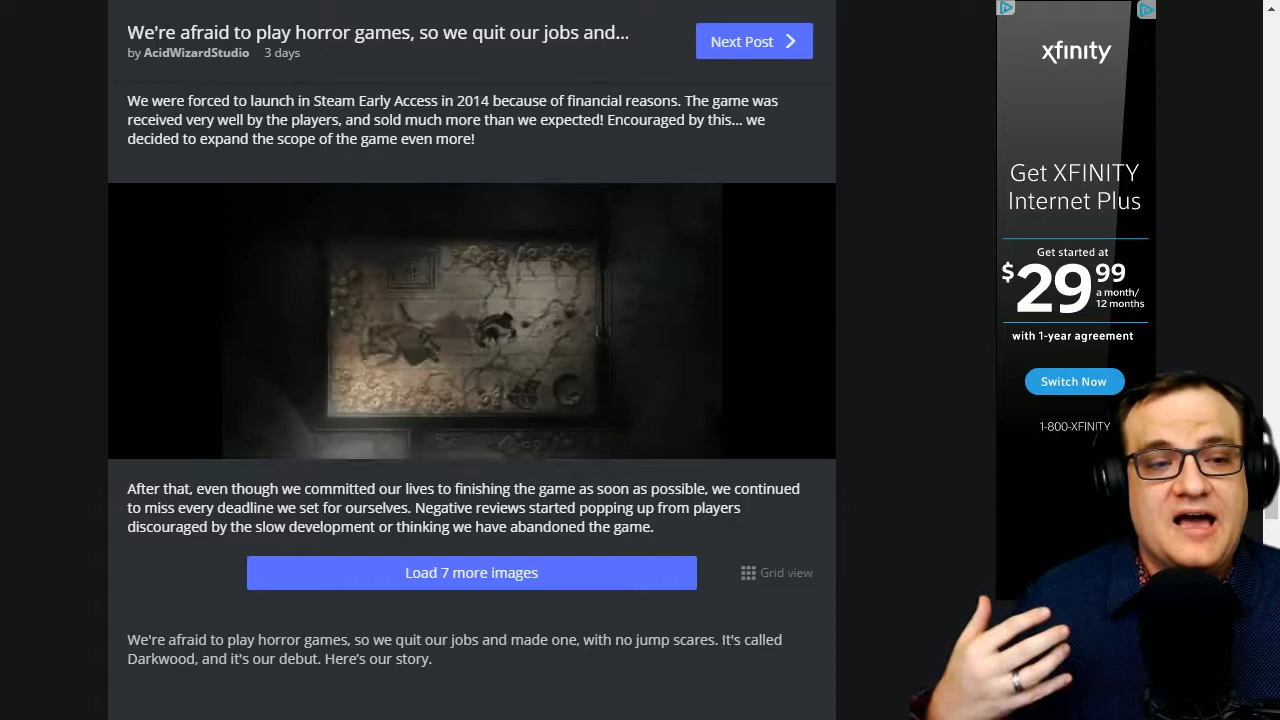 We're afraid to play horror games, so we quit our jobs and...
by AcidWizardStudio 3 days
Next Post
We were forced to launch in Steam Early Access in 2014 because of financial reasons. The game was
received very well by the players, and sold much more than we expected! Encouraged by this... we
decided to expand the scope of the game even more!
After that, even though we committed our lives to finishing the game as soon as possible, we continued
to miss every deadline we set for ourselves. Negative reviews started popping up from players
discouraged by the slow development or thinking we have abandoned the game.
Load 7 more images
Grid view
We're afraid to play horror games, so we quit our jobs and made one, with no jump scares. It's called
Darkwood, and it's our debut. Here's our story.
xfinity
Get XFINITY
Internet Plus
Get started at
$29.99
a month/
12 months
with 1-year agreement
Switch Now
1-800-XFINITY